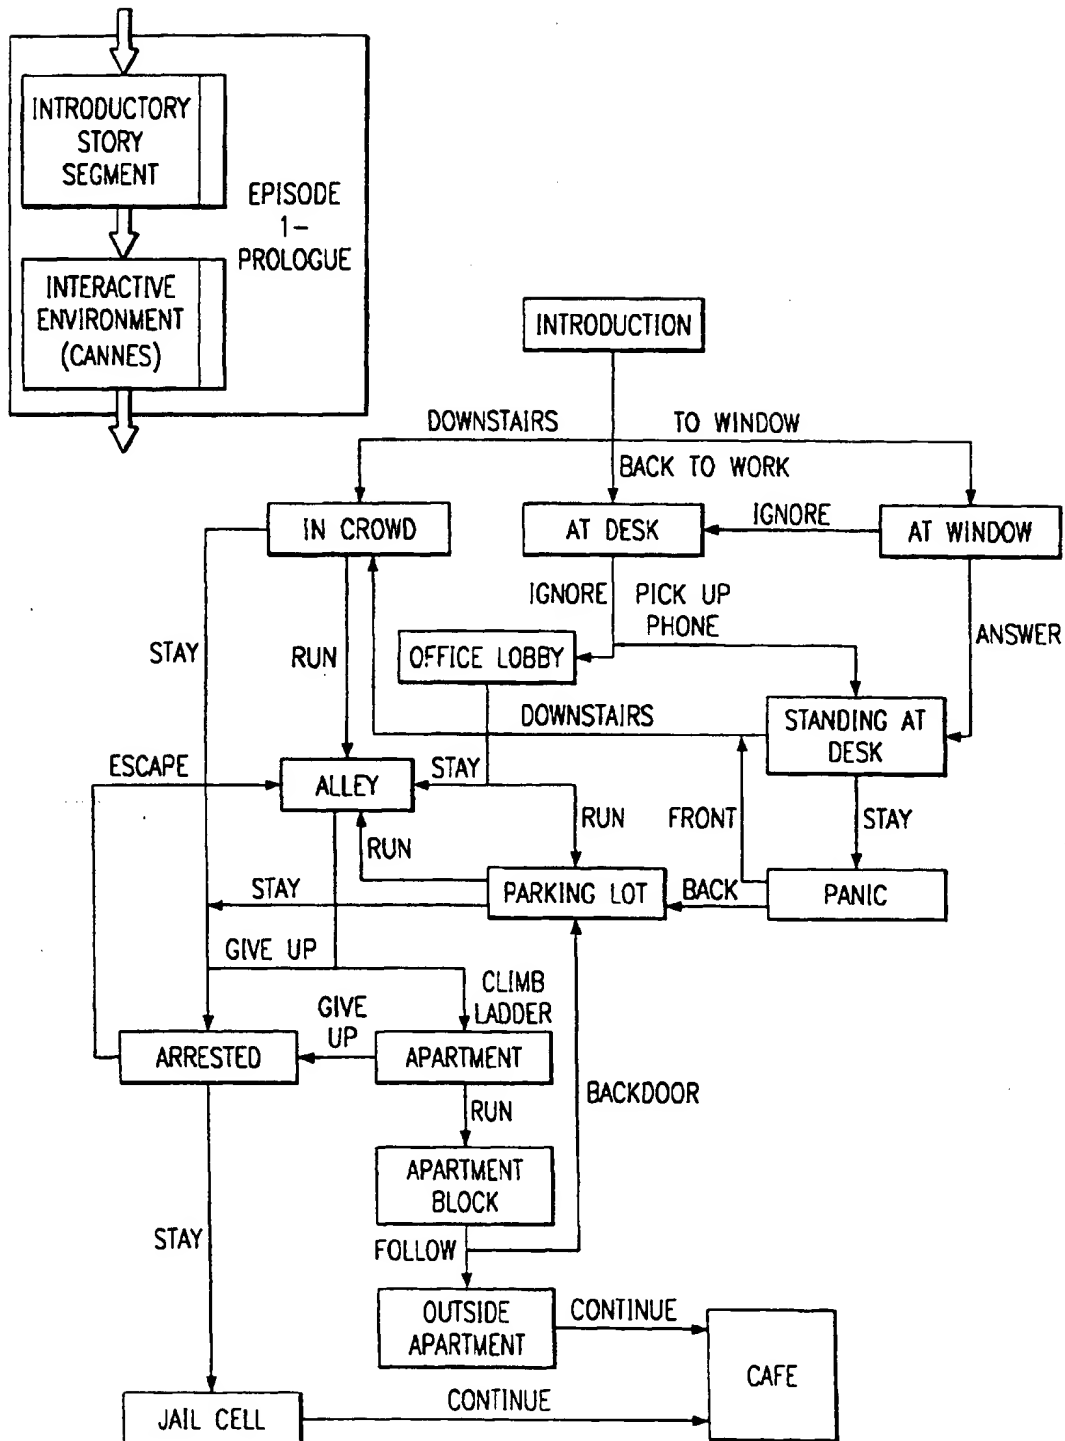 INTRODUCTORY
STORY
SEGMENT
EPISODE
1-
PROLOGUE
INTERACTIVE
ENVIRONMENT
(CANNES)
INTRODUCTION
DOWNSTAIRS
TO WINDOW
BACK TO WORK
IN CROWD
AT DESK
IGNORE
AT WINDOW
IGNORE
PICK UP
PHONE
ANSWER
STAY
RUN
OFFICE LOBBY
DOWNSTAIRS
STANDING AT
DESK
ESCAPE
ALLEY
STAY
RUN
FRONT
STAY
RUN
STAY
PARKING LOT
BACK
PANIC
GIVE UP
CLIMB
LADDER
GIVE
UP
ARRESTED
APARTMENT
BACKDOOR
RUN
APARTMENT
BLOCK
STAY
FOLLOW
OUTSIDE
APARTMENT
CONTINUE
CAFE
JAIL CELL
CONTINUE